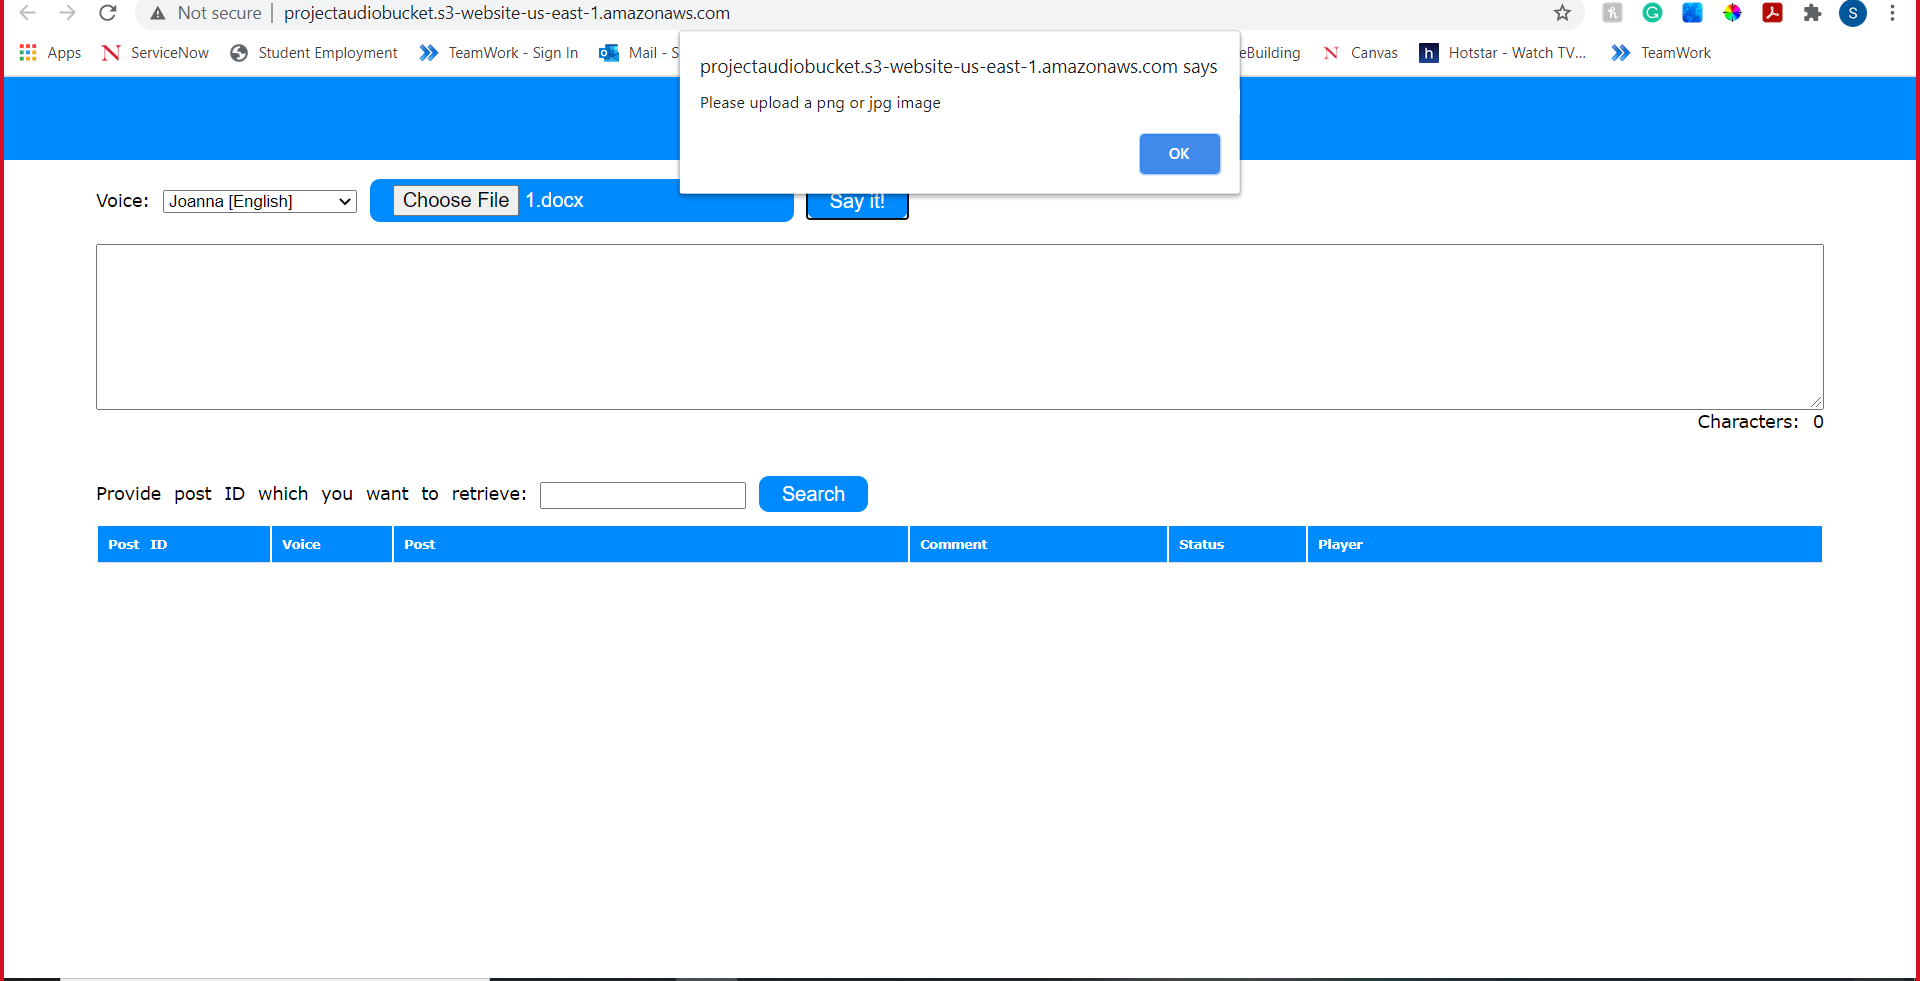 Not secure | projectaudiobucket.s3-website-us-east-1.amazonaws.com
S
Apps ServiceNow Student Employment TeamWork - Sign In Mail - S eBuilding Canvas Hotstar - Watch TV... TeamWork
projectaudiobucket.s3-website-us-east-1.amazonaws.com says
Please upload a png or jpg image
OK
Voice: Joanna [English] Choose File 1.docx Say it!
Characters: 0
Provide post ID which you want to retrieve: Search
Post ID Voice Post Comment Status Player